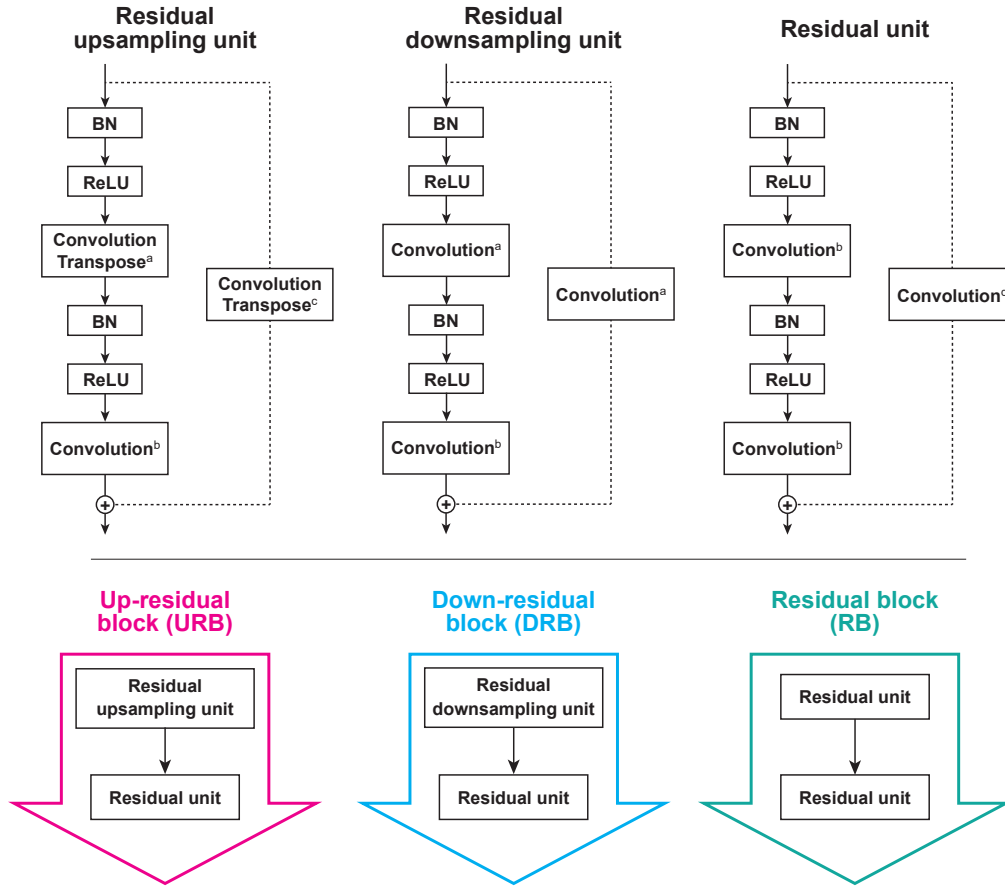 Residual
upsampling unit
BN
ReLU
Convolution
Transposeᵃ
BN
ReLU
Convolutionᵇ
+
Convolution
Transposeᶜ
Residual
downsampling unit
BN
ReLU
Convolutionᵃ
BN
ReLU
Convolutionᵇ
+
Convolutionᵃ
Residual unit
BN
ReLU
Convolutionᵇ
BN
ReLU
Convolutionᵇ
+
Convolutionᵈ
Up-residual
block (URB)
Residual
upsampling unit
Residual unit
Down-residual
block (DRB)
Residual
downsampling unit
Residual unit
Residual block
(RB)
Residual unit
Residual unit